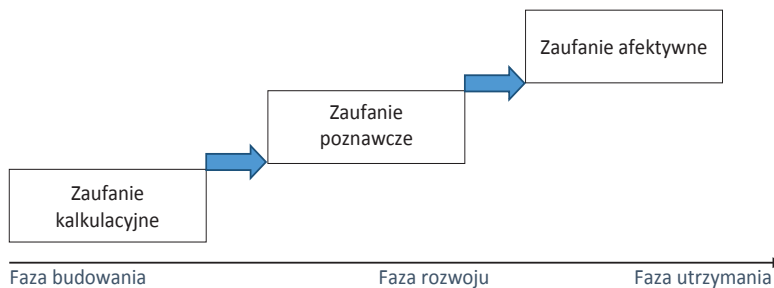 Zaufanie afektywne
Zaufanie
poznawcze
Zaufanie
kalkulacyjne
Faza budowania
Faza rozwoju
Faza utrzymania